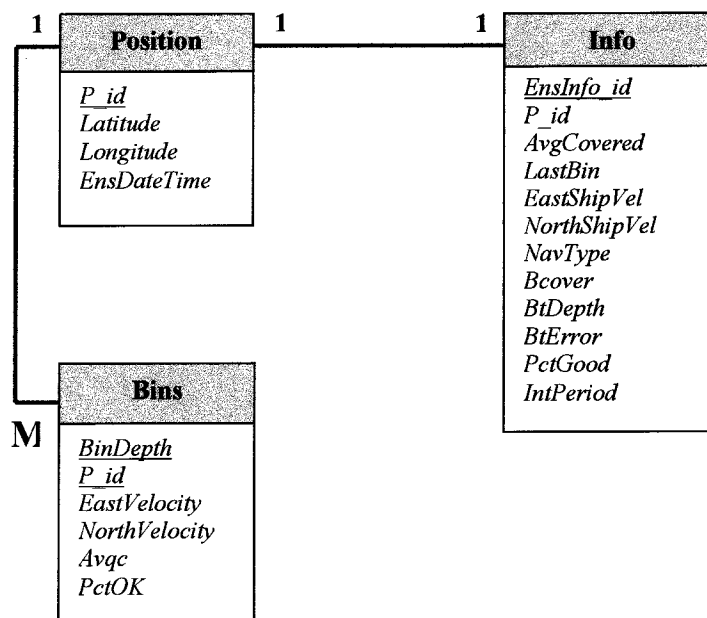 1
Position
1
1
Info
P_id
Latitude
Longitude
EnsDateTime
EnsInfo_id
P_id
AvgCovered
LastBin
EastShipVel
NorthShipVel
NavType
Bcover
BtDepth
BtError
PctGood
IntPeriod
M
Bins
BinDepth
P_id
EastVelocity
NorthVelocity
Avqc
PctOK